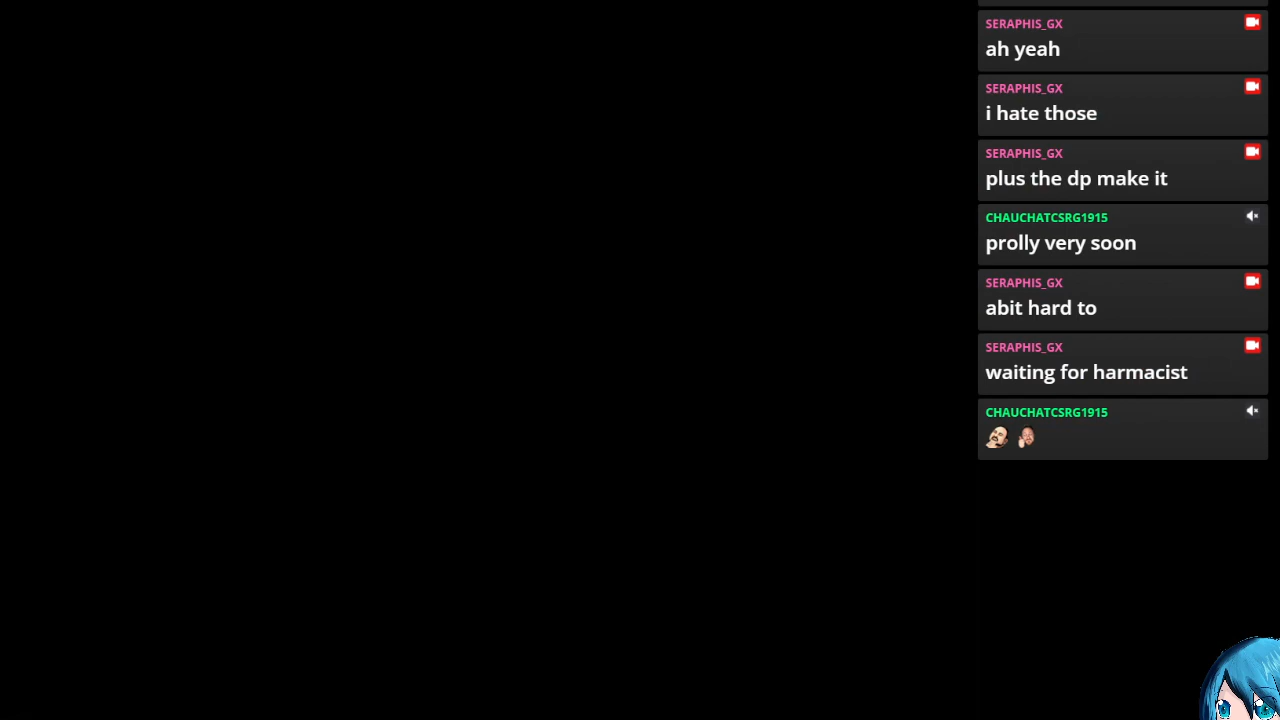 SERAPHIS_GX
ah yeah
SERAPHIS_GX
i hate those
SERAPHIS_GX
plus the dp make it
CHAUCHATCSRG1915
prolly very soon
SERAPHIS_GX
abit hard to
SERAPHIS_GX
waiting for harmacist
CHAUCHATCSRG1915